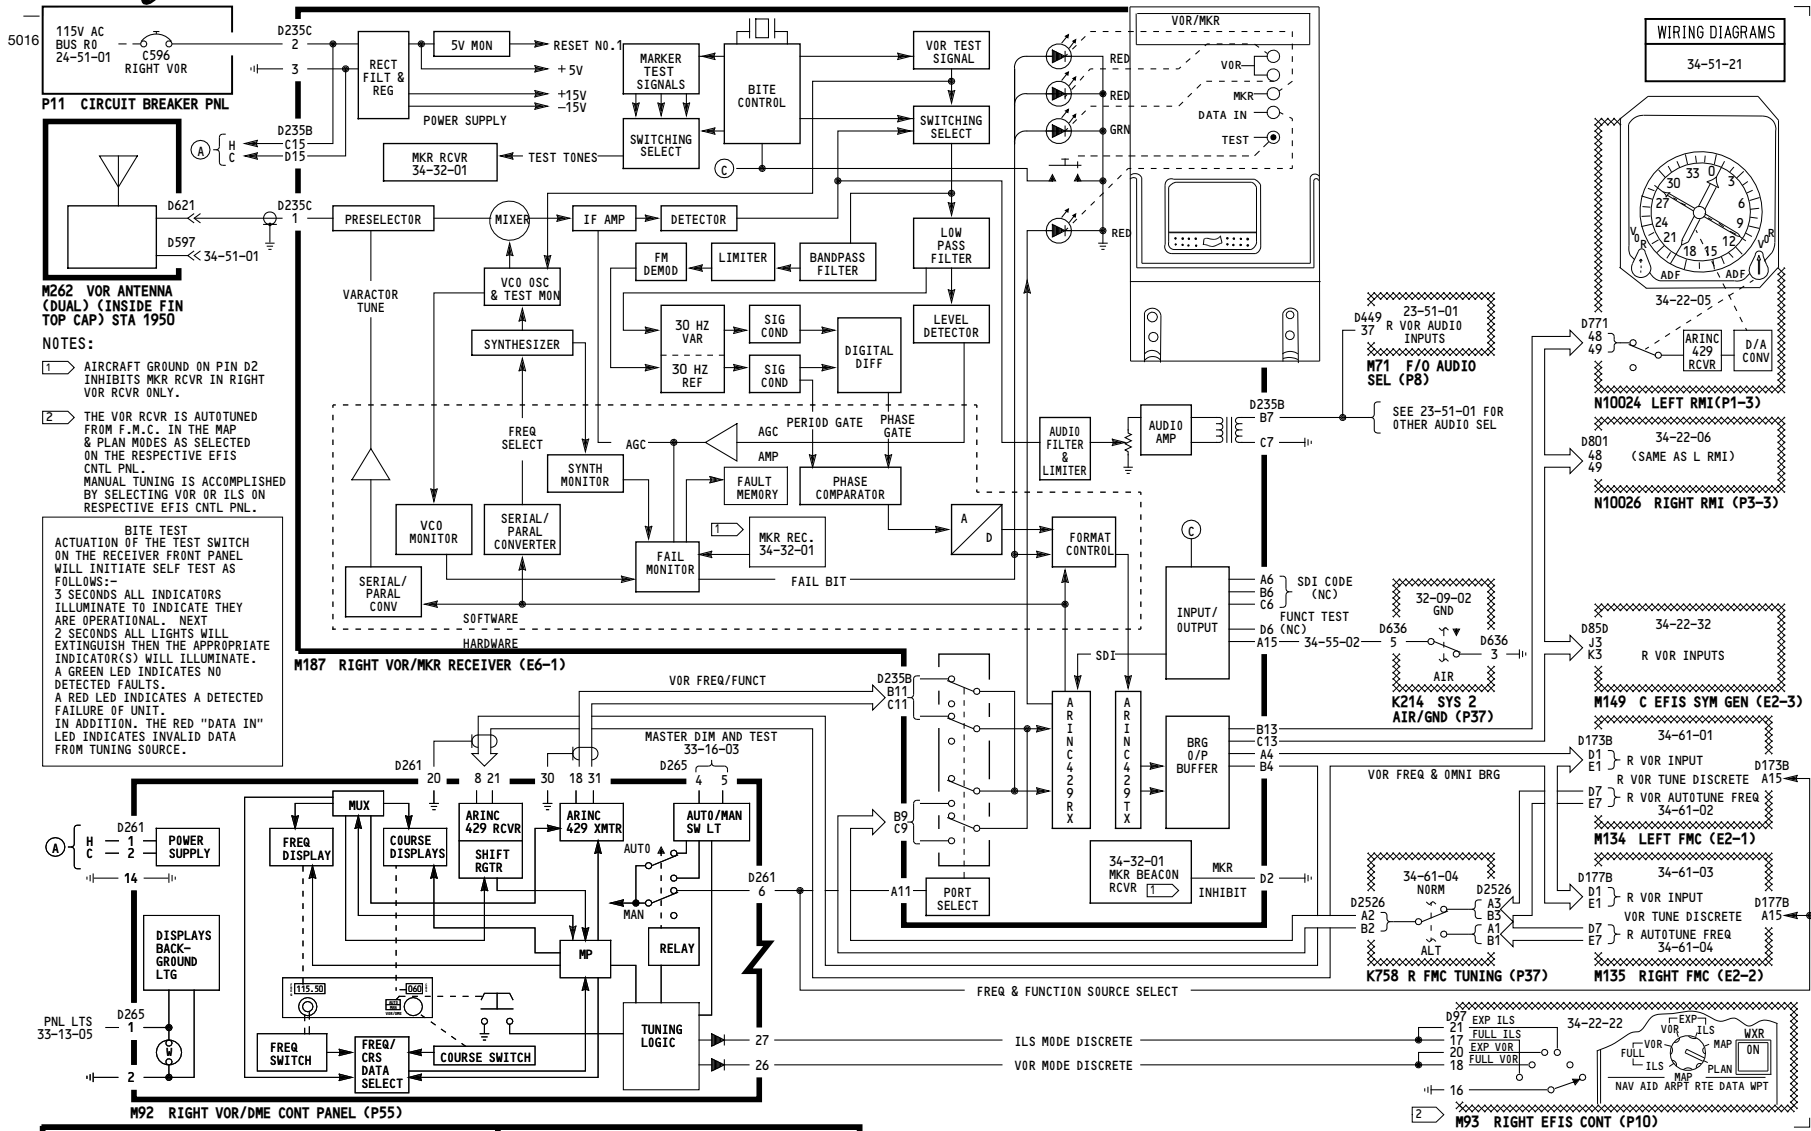 5016
115V AC
BUS R0
24-51-01
C596
RIGHT VOR
P11 CIRCUIT BREAKER PNL
D235C
2
3
A
H
C
D235B
C15
D15
D621
D235C
1
D597
34-51-01
M262 VOR ANTENNA
(DUAL) (INSIDE FIN
TOP CAP) STA 1950
NOTES:
1
AIRCRAFT GROUND ON PIN D2
INHIBITS MKR RCVR IN RIGHT
VOR RCVR ONLY.
2
THE VOR RCVR IS AUTOTUNED
FROM F.M.C. IN THE MAP
& PLAN MODES AS SELECTED
ON THE RESPECTIVE EFIS
CNTL PNL.
MANUAL TUNING IS ACCOMPLISHED
BY SELECTING VOR OR ILS ON
RESPECTIVE EFIS CNTL PNL.
BITE TEST
ACTUATION OF THE TEST SWITCH
ON THE RECEIVER FRONT PANEL
WILL INITIATE SELF TEST AS
FOLLOWS:-
3 SECONDS ALL INDICATORS
ILLUMINATE TO INDICATE THEY
ARE OPERATIONAL. NEXT
2 SECONDS ALL LIGHTS WILL
EXTINGUISH THEN THE APPROPRIATE
INDICATOR(S) WILL ILLUMINATE.
A GREEN LED INDICATES NO
DETECTED FAULTS.
A RED LED INDICATES A DETECTED
FAILURE OF UNIT.
IN ADDITION. THE RED "DATA IN"
LED INDICATES INVALID DATA
FROM TUNING SOURCE.
RECT
FILT &
REG
5V MON
RESET NO.1
+5V
+15V
-15V
POWER SUPPLY
MARKER
TEST
SIGNALS
BITE
CONTROL
VOR TEST
SIGNAL
SWITCHING
SELECT
SWITCHING
SELECT
MKR RCVR
34-32-01
TEST TONES
C
PRESELECTOR
MIXER
IF AMP
DETECTOR
LOW
PASS
FILTER
FM
DEMOD
LIMITER
BANDPASS
FILTER
VCO OSC
& TEST MON
VARACTOR
TUNE
SYNTHESIZER
30 HZ
VAR
30 HZ
REF
SIG
COND
SIG
COND
DIGITAL
DIFF
LEVEL
DETECTOR
PERIOD GATE
PHASE
GATE
FREQ
SELECT
AGC
AGC
AMP
SYNTH
MONITOR
FAULT
MEMORY
PHASE
COMPARATOR
VCO
MONITOR
SERIAL/
PARAL
CONVERTER
1
MKR REC.
34-32-01
A
D
FORMAT
CONTROL
FAIL
MONITOR
FAIL BIT
SERIAL/
PARAL
CONV
SOFTWARE
HARDWARE
M187 RIGHT VOR/MKR RECEIVER (E6-1)
RED
RED
GRN
RED
VOR/MKR
VOR
MKR
DATA IN
TEST
AUDIO
FILTER
&
LIMITER
AUDIO
AMP
D235B
B7
C7
D449
37
23-51-01
R VOR AUDIO
INPUTS
M71 F/O AUDIO
SEL (P8)
SEE 23-51-01 FOR
OTHER AUDIO SEL
C
INPUT/
OUTPUT
A6
B6
C6
SDI CODE
(NC)
FUNCT TEST
D6 (NC)
A15
34-55-02
D636
5
32-09-02
GND
AIR
D636
3
K214 SYS 2
AIR/GND (P37)
SDI
ARINC429RX
ARINC429TX
BRG
O/P
BUFFER
B13
C13
A4
B4
VOR FREQ & OMNI BRG
34-32-01
MKR BEACON
RCVR
1
MKR
INHIBIT
D2
PORT
SELECT
A11
D235B
B11
C11
B9
C9
VOR FREQ/FUNCT
MASTER DIM AND TEST
33-16-03
D261
20
8
21
30
18
31
D265
4
5
MUX
FREQ
DISPLAY
COURSE
DISPLAYS
ARINC
429 RCVR
SHIFT
RGTR
ARINC
429 XMTR
AUTO/MAN
SW LT
AUTO
MAN
D261
6
A
H
C
D261
1
2
POWER
SUPPLY
14
DISPLAYS
BACK-
GROUND
LTG
PNL LTS
33-13-05
D265
1
W
2
MP
RELAY
115.50
060
FREQ
SWITCH
FREQ/
CRS
DATA
SELECT
COURSE SWITCH
TUNING
LOGIC
27
26
M92 RIGHT VOR/DME CONT PANEL (P55)
FREQ & FUNCTION SOURCE SELECT
ILS MODE DISCRETE
VOR MODE DISCRETE
WIRING DIAGRAMS
34-51-21
33 0 3 6 9 12 15 18 21 24 27 30
VOR
VOR
ADF
ADF
34-22-05
D771
48
49
ARINC
429
RCVR
D/A
CONV
N10024 LEFT RMI(P1-3)
D801
48
49
34-22-06
(SAME AS L RMI)
N10026 RIGHT RMI (P3-3)
D85D
J3
K3
34-22-32
R VOR INPUTS
M149 C EFIS SYM GEN (E2-3)
D173B
D1
E1
34-61-01
R VOR INPUT
D173B
R VOR TUNE DISCRETE
A15
D7
E7
R VOR AUTOTUNE FREQ
34-61-02
M134 LEFT FMC (E2-1)
D177B
D1
E1
34-61-03
R VOR INPUT
D177B
VOR TUNE DISCRETE
A15
D7
E7
R AUTOTUNE FREQ
34-61-04
M135 RIGHT FMC (E2-2)
D2526
A2
B2
34-61-04
NORM
ALT
D2526
A3
B3
A1
B1
K758 R FMC TUNING (P37)
D97
21 EXP ILS
17 FULL ILS
20 EXP VOR
18 FULL VOR
16
34-22-22
EXP
VOR
ILS
VOR
MAP
FULL
ILS
PLAN
MAP
WXR
ON
NAV AID ARPT RTE DATA WPT
2
M93 RIGHT EFIS CONT (P10)